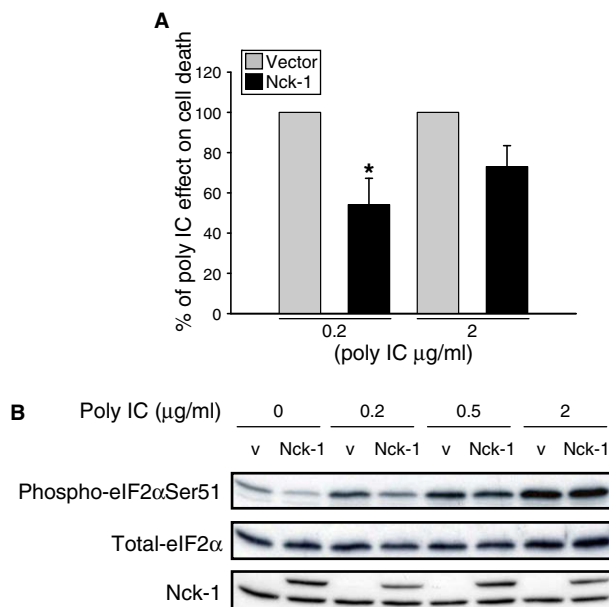 A
Vector
Nck-1
% of poly IC effect on cell death
120
100
80
60
40
20
0
*
0.2 2
(poly IC μg/ml)
B
Poly IC (μg/ml) 0 0.2 0.5 2
v Nck-1 v Nck-1 v Nck-1 v Nck-1
Phospho-eIF2αSer51
Total-eIF2α
Nck-1